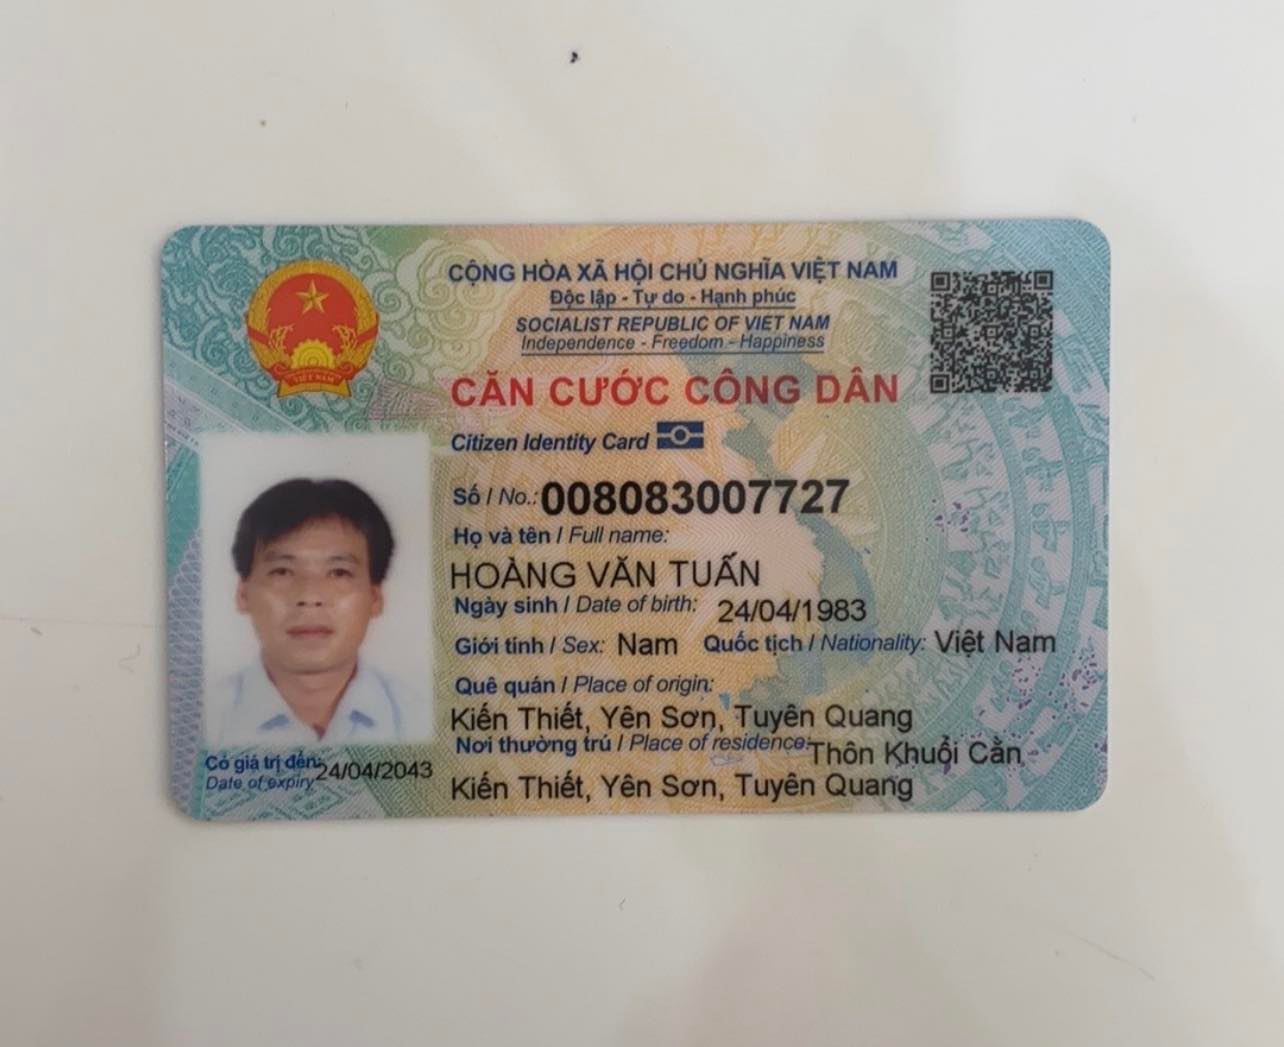 CỘNG HÒA XÃ HỘI CHỦ NGHĨA VIỆT NAM
Độc lập - Tự do - Hạnh phúc
SOCIALIST REPUBLIC OF VIET NAM
Independence - Freedom - Happiness
VIỆT NAM
CĂN CƯỚC CÔNG DÂN
Citizen Identity Card
Số / No.: 008083007727
Họ và tên / Full name:
HOÀNG VĂN TUẤN
Ngày sinh / Date of birth: 24/04/1983
Giới tính / Sex: Nam Quốc tịch / Nationality: Việt Nam
Quê quán / Place of origin:
Kiến Thiết, Yên Sơn, Tuyên Quang
Nơi thường trú / Place of residence: Thôn Khuổi Cằn,
Kiến Thiết, Yên Sơn, Tuyên Quang
Có giá trị đến: 24/04/2043
Date of expiry